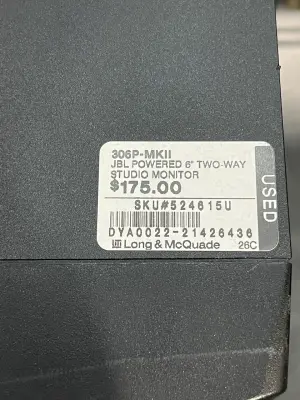 306P-MKII
JBL POWERED 6" TWO-WAY
STUDIO MONITOR
$175.00
SKU#524615U
DYA0022-21426436
Long & McQuade 26C
USED